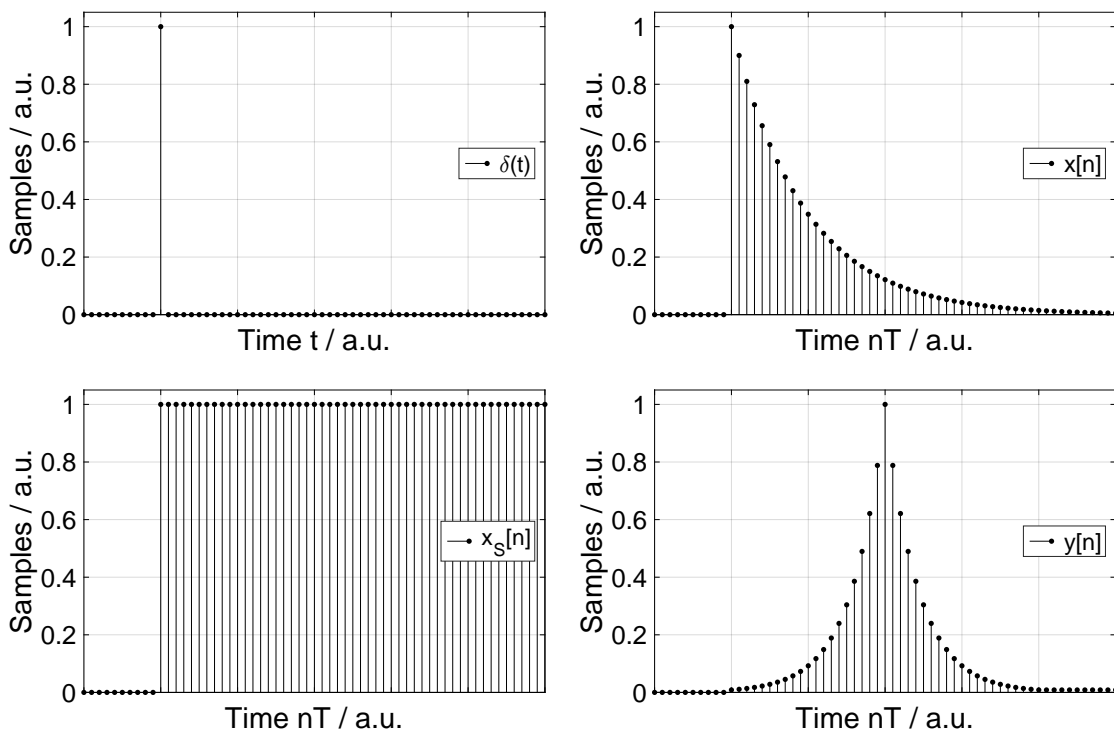 1
0.8
0.6
0.4
0.2
0
Samples / a.u.
Time t / a.u.
δ(t)
1
0.8
0.6
0.4
0.2
0
Samples / a.u.
Time nT / a.u.
x[n]
1
0.8
0.6
0.4
0.2
0
Samples / a.u.
Time nT / a.u.
x_S[n]
1
0.8
0.6
0.4
0.2
0
Samples / a.u.
Time nT / a.u.
y[n]